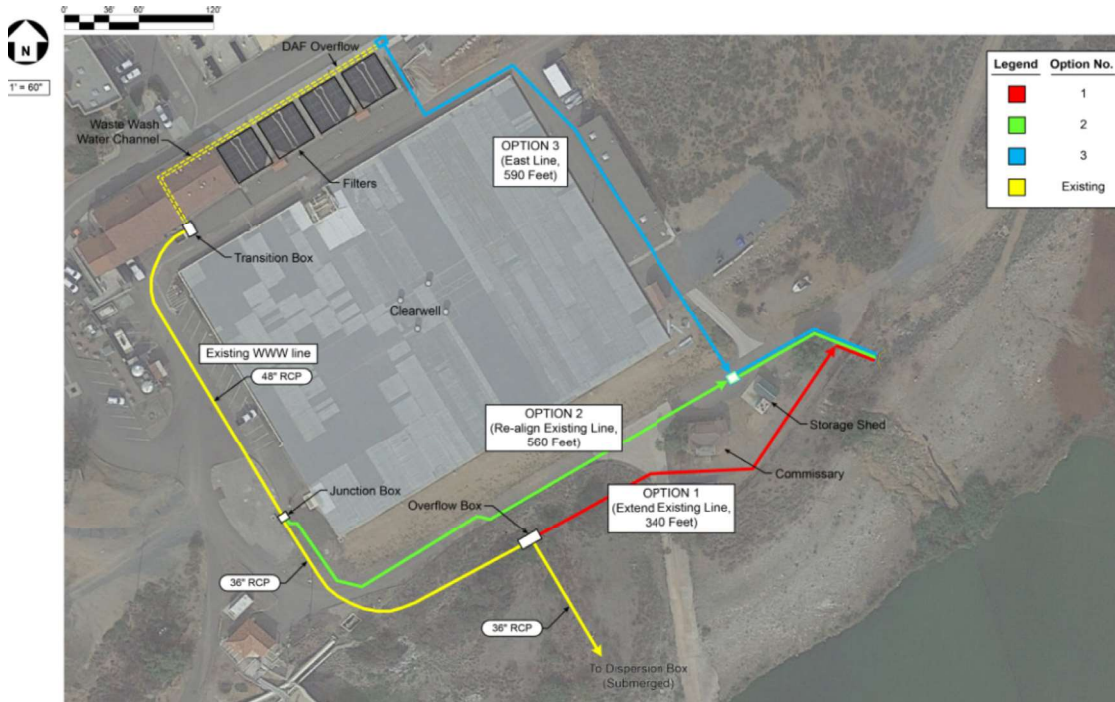 0' 36' 60' 120'
N
1' = 60"
DAF Overflow
Waste Wash
Water Channel
Filters
Transition Box
Clearwell
Existing WWW line
48" RCP
Junction Box
36" RCP
Overflow Box
36" RCP
To Dispersion Box
(Submerged)
OPTION 3
(East Line,
590 Feet)
OPTION 2
(Re-align Existing Line,
560 Feet)
OPTION 1
(Extend Existing Line,
340 Feet)
Storage Shed
Commissary
Legend Option No.
1
2
3
Existing